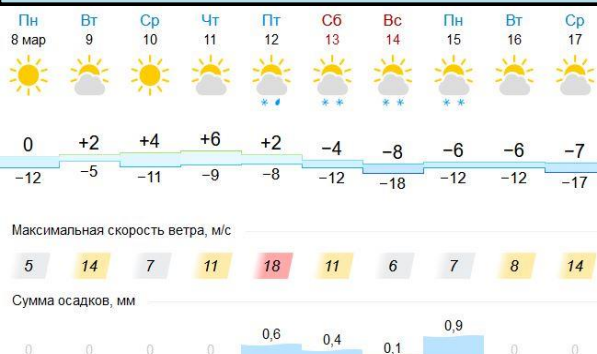 Пн Вт Ср Чт Пт Сб Вс Пн Вт Ср
8 мар 9 10 11 12 13 14 15 16 17
0 +2 +4 +6 +2 −4 −8 −6 −6 −7
−12 −5 −11 −9 −8 −12 −18 −12 −12 −17
Максимальная скорость ветра, м/с
5 14 7 11 18 11 6 7 8 14
Сумма осадков, мм
0 0 0 0 0,6 0,4 0,1 0,9 0 0